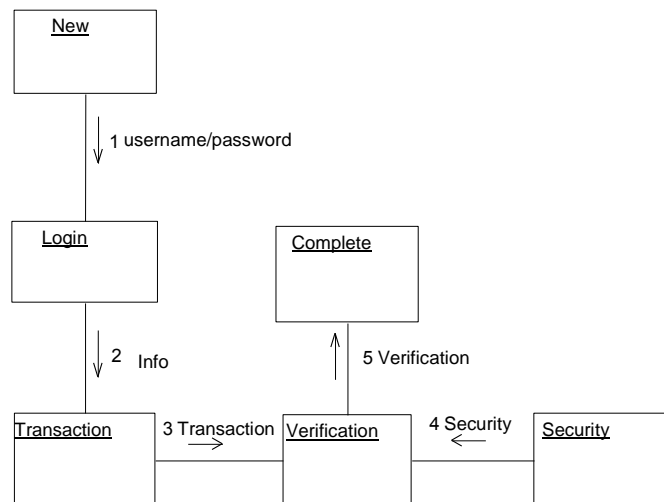 New
1 username/password
Login
Complete
2 Info
5 Verification
Transaction
3 Transaction
Verification
4 Security
Security